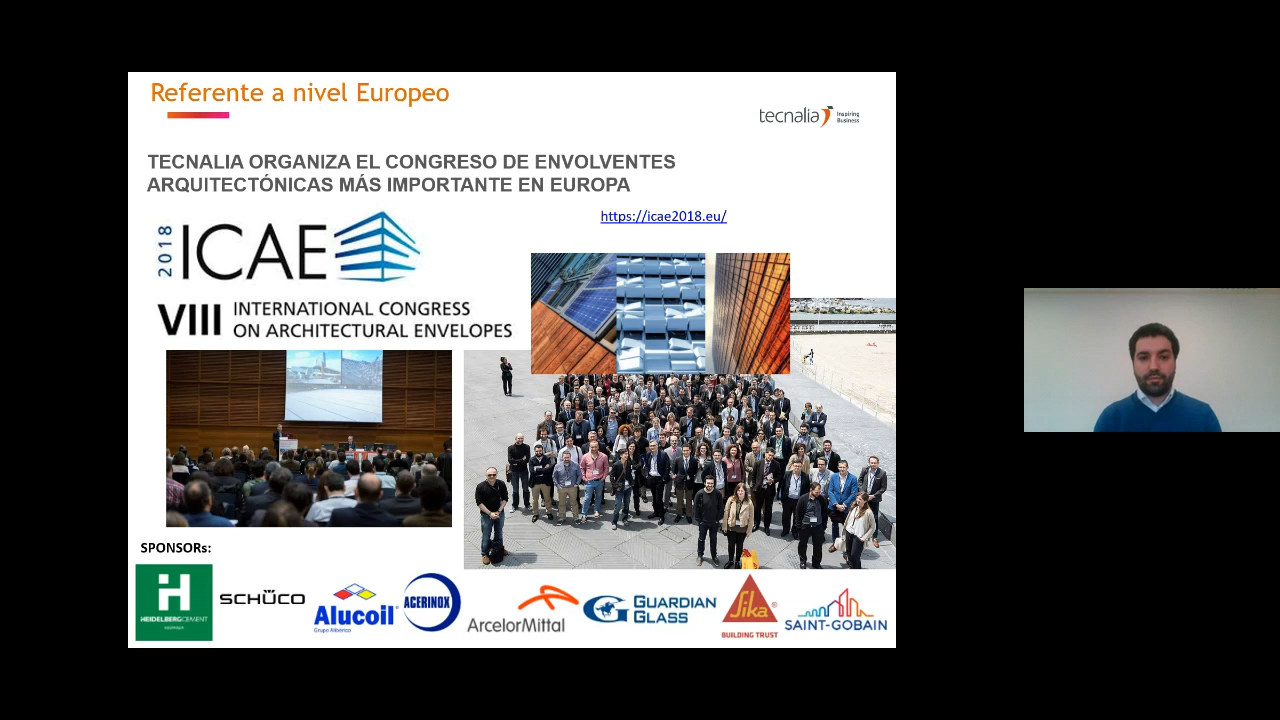 Referente a nivel Europeo
tecnalia Inspiring Business
TECNALIA ORGANIZA EL CONGRESO DE ENVOLVENTES
ARQUITECTÓNICAS MÁS IMPORTANTE EN EUROPA
https://icae2018.eu/
2018 ICAE
VIII INTERNATIONAL CONGRESS
ON ARCHITECTURAL ENVELOPES
SPONSORs:
HEIDELBERGCEMENT
SCHÜCO
Alucoil®
Grupo Alibérico
ACERINOX
ArcelorMittal
GUARDIAN
GLASS
Sika®
BUILDING TRUST
SAINT-GOBAIN